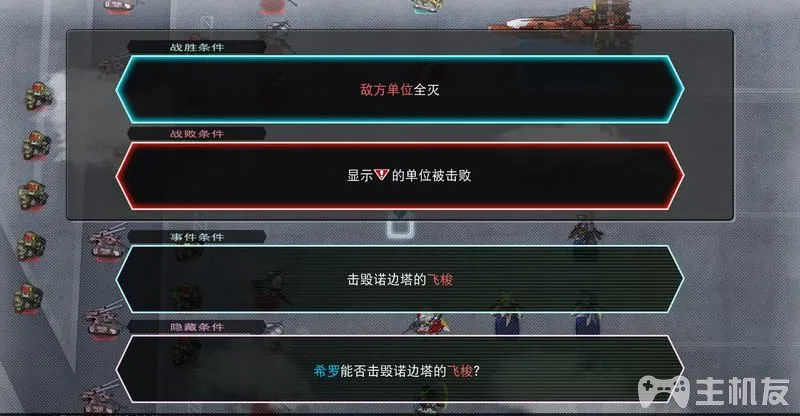 战胜条件
敌方单位全灭
战败条件
显示的单位被击败
事件条件
击毁诺边塔的飞梭
隐藏条件
希罗能否击毁诺边塔的飞梭？
主机友